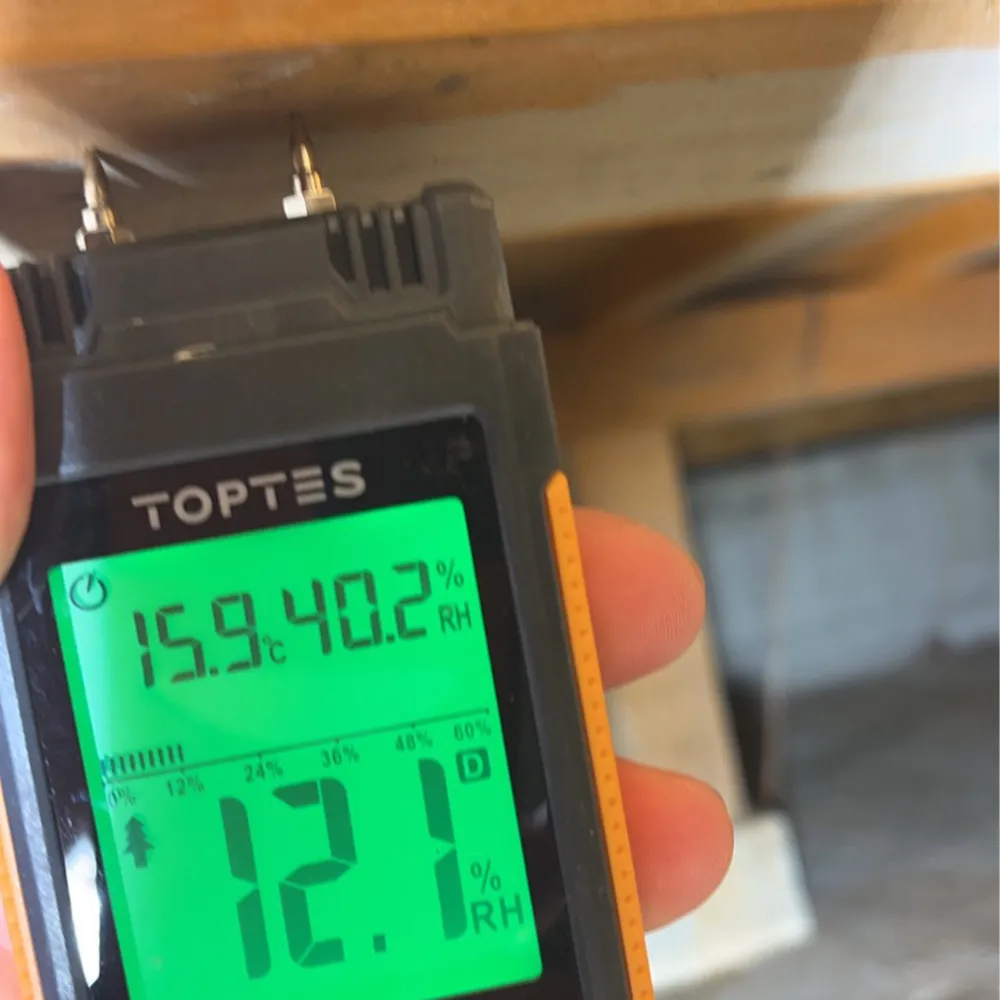 TOPTES
15.9°C 40.2% RH
0% 12% 24% 36% 48% 60%
D
12.1% RH